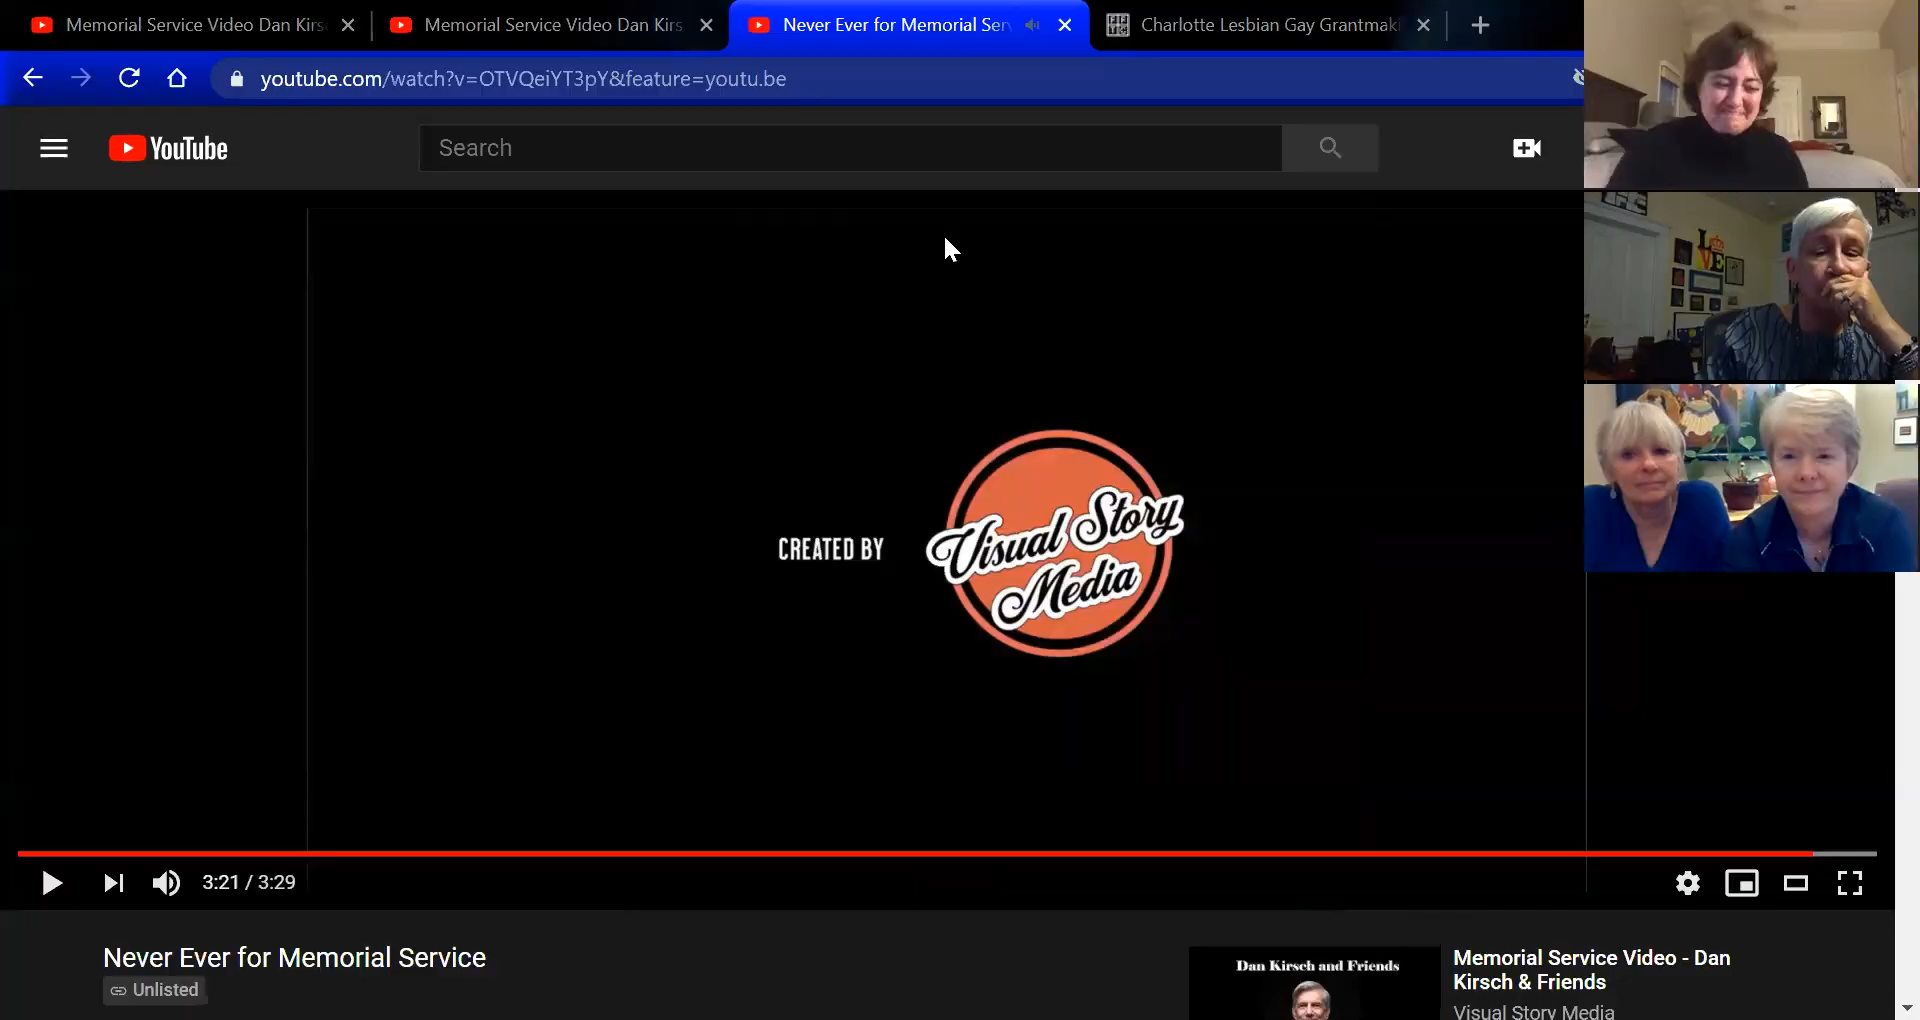 Memorial Service Video Dan Kirs
Memorial Service Video Dan Kirs
Never Ever for Memorial Ser
Charlotte Lesbian Gay Grantmaki
youtube.com/watch?v=OTVQeiYT3pY&feature=youtu.be
YouTube
Search
LOVE
CREATED BY
Visual Story
Media
3:21 / 3:29
Never Ever for Memorial Service
Unlisted
Dan Kirsch and Friends
Memorial Service Video - Dan
Kirsch & Friends
Visual Story Media